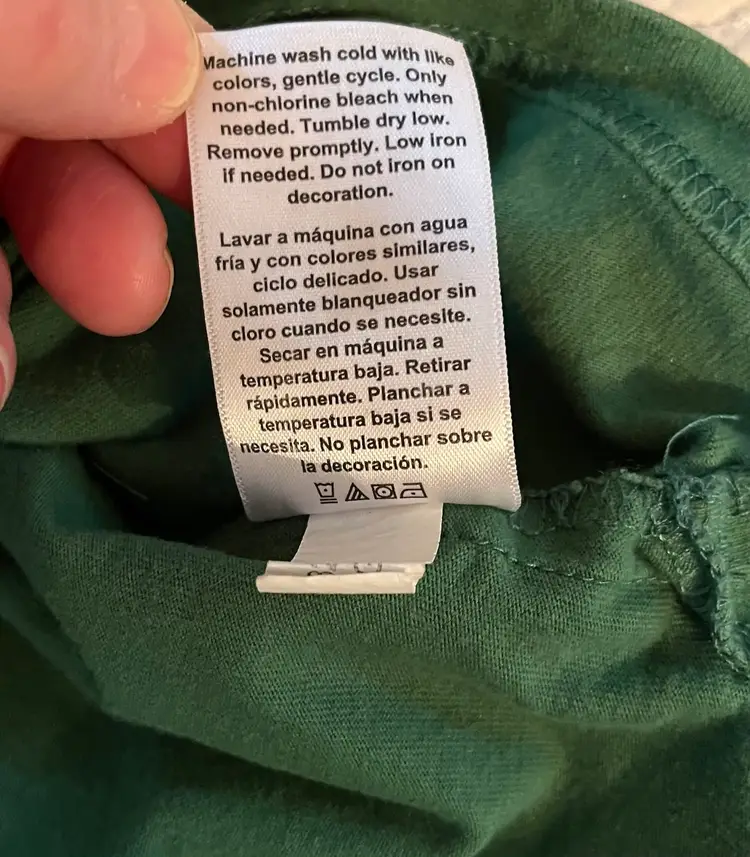 Machine wash cold with like
colors, gentle cycle. Only
non-chlorine bleach when
needed. Tumble dry low.
Remove promptly. Low iron
if needed. Do not iron on
decoration.
Lavar a máquina con agua
fría y con colores similares,
ciclo delicado. Usar
solamente blanqueador sin
cloro cuando se necesite.
Secar en máquina a
temperatura baja. Retirar
rápidamente. Planchar a
temperatura baja si se
necesita. No planchar sobre
la decoración.